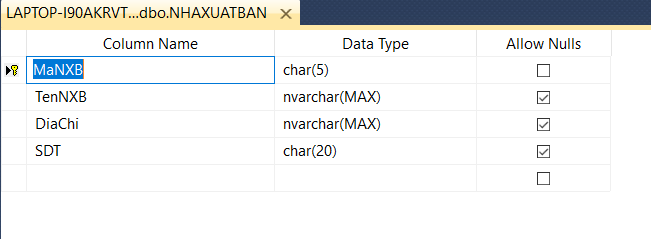 LAPTOP-I90AKRVT...dbo.NHAXUATBAN
Column Name Data Type Allow Nulls
MaNXB char(5)
TenNXB nvarchar(MAX)
DiaChi nvarchar(MAX)
SDT char(20)